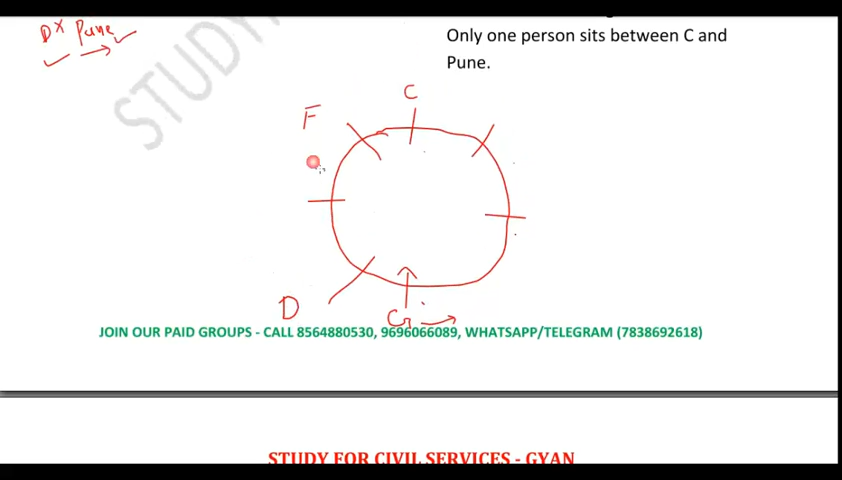 D× Pune
Only one person sits between C and
Pune.
STUDY
C
F
D
G
JOIN OUR PAID GROUPS - CALL 8564880530, 9696066089, WHATSAPP/TELEGRAM (7838692618)
STUDY FOR CIVIL SERVICES - GYAN